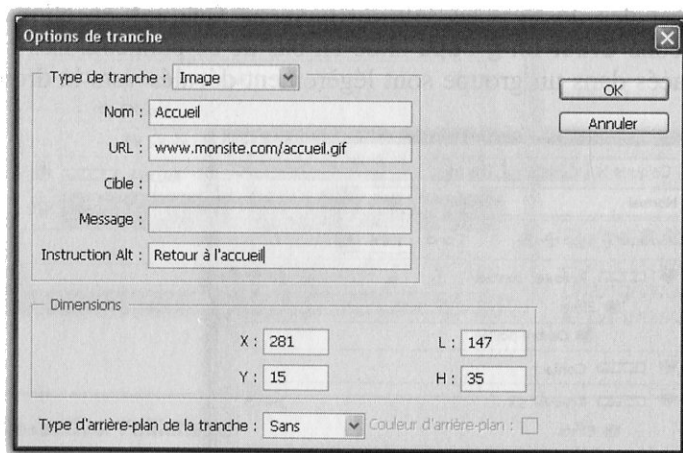 Options de tranche
Type de tranche : Image
OK
Nom : Accueil
Annuler
URL : www.monsite.com/accueil.gif
Cible :
Message :
Instruction Alt : Retour à l'accueil
Dimensions
X : 281 L : 147
Y : 15 H : 35
Type d'arrière-plan de la tranche : Sans Couleur d'arrière-plan :